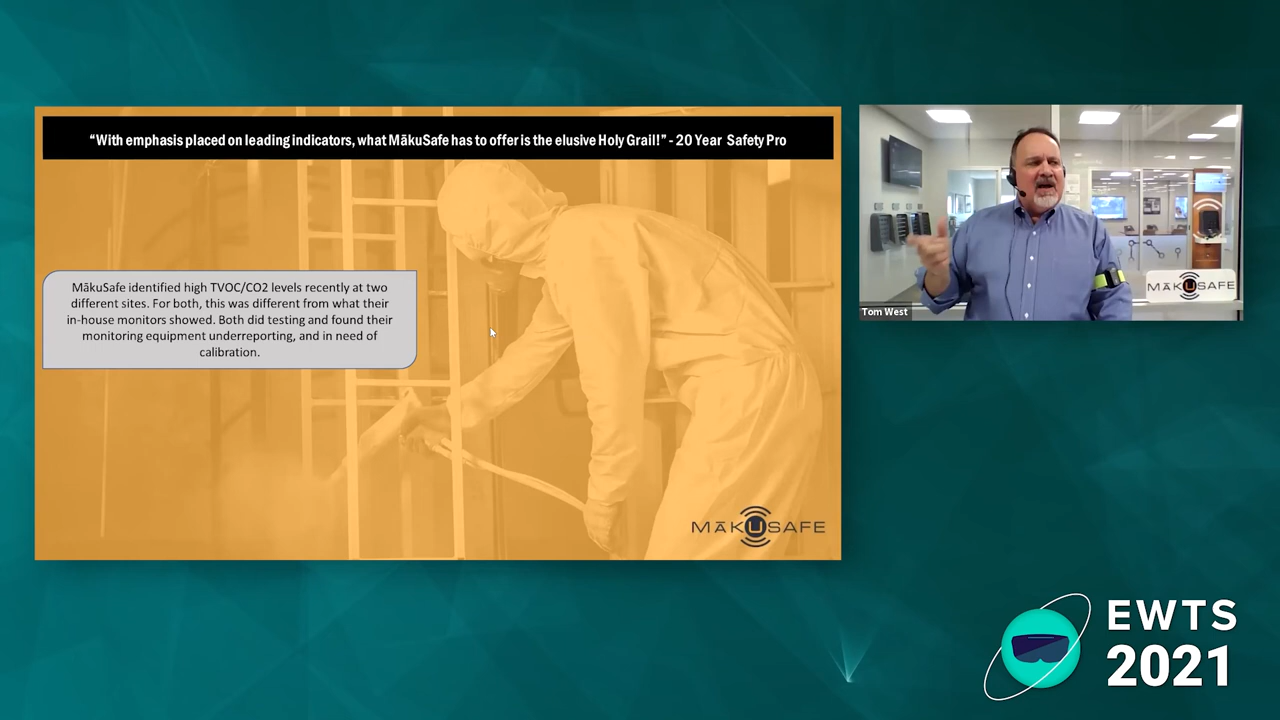 “With emphasis placed on leading indicators, what MākuSafe has to offer is the elusive Holy Grail!” - 20 Year Safety Pro
MākuSafe identified high TVOC/CO2 levels recently at two
different sites. For both, this was different from what their
in-house monitors showed. Both did testing and found their
monitoring equipment underreporting, and in need of
calibration.
MĀKUSAFE
MĀKUSAFE
Tom West
EWTS
2021